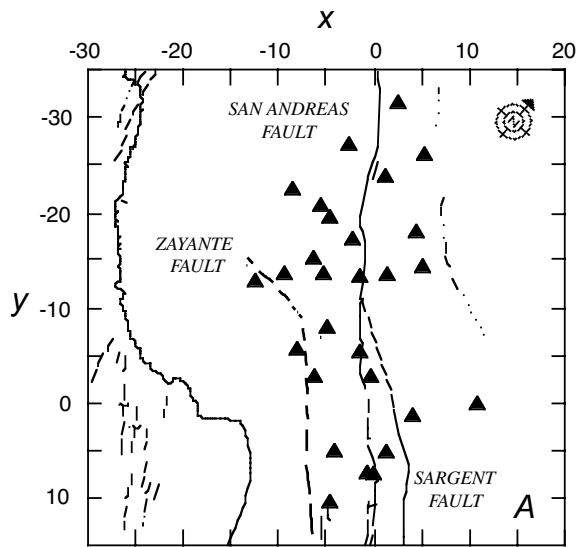 x
-30 -20 -10 0 10 20
-30
SAN ANDREAS
FAULT
N
-20
ZAYANTE
FAULT
y
-10
0
SARGENT
FAULT
10
A